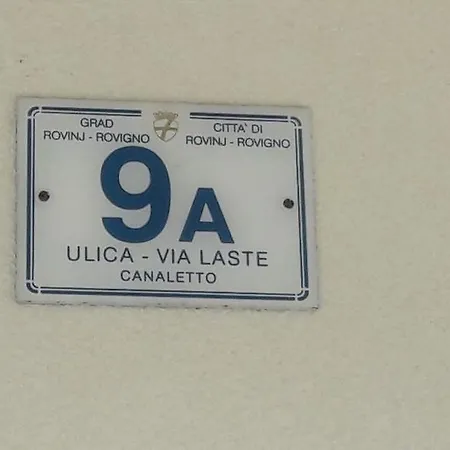 GRAD CITTA' DI
ROVINJ - ROVIGNO ROVINJ - ROVIGNO
9A
ULICA - VIA LASTE
CANALETTO